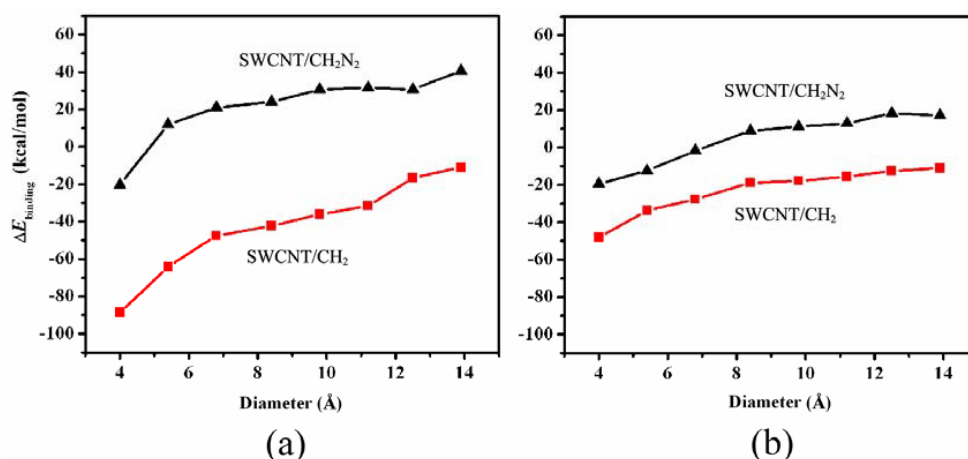 60
40
20
0
-20
-40
-60
-80
-100
ΔE_binding (kcal/mol)
SWCNT/CH₂N₂
SWCNT/CH₂
4 6 8 10 12 14
Diameter (Å)
(a)
60
40
20
0
-20
-40
-60
-80
-100
SWCNT/CH₂N₂
SWCNT/CH₂
4 6 8 10 12 14
Diameter (Å)
(b)